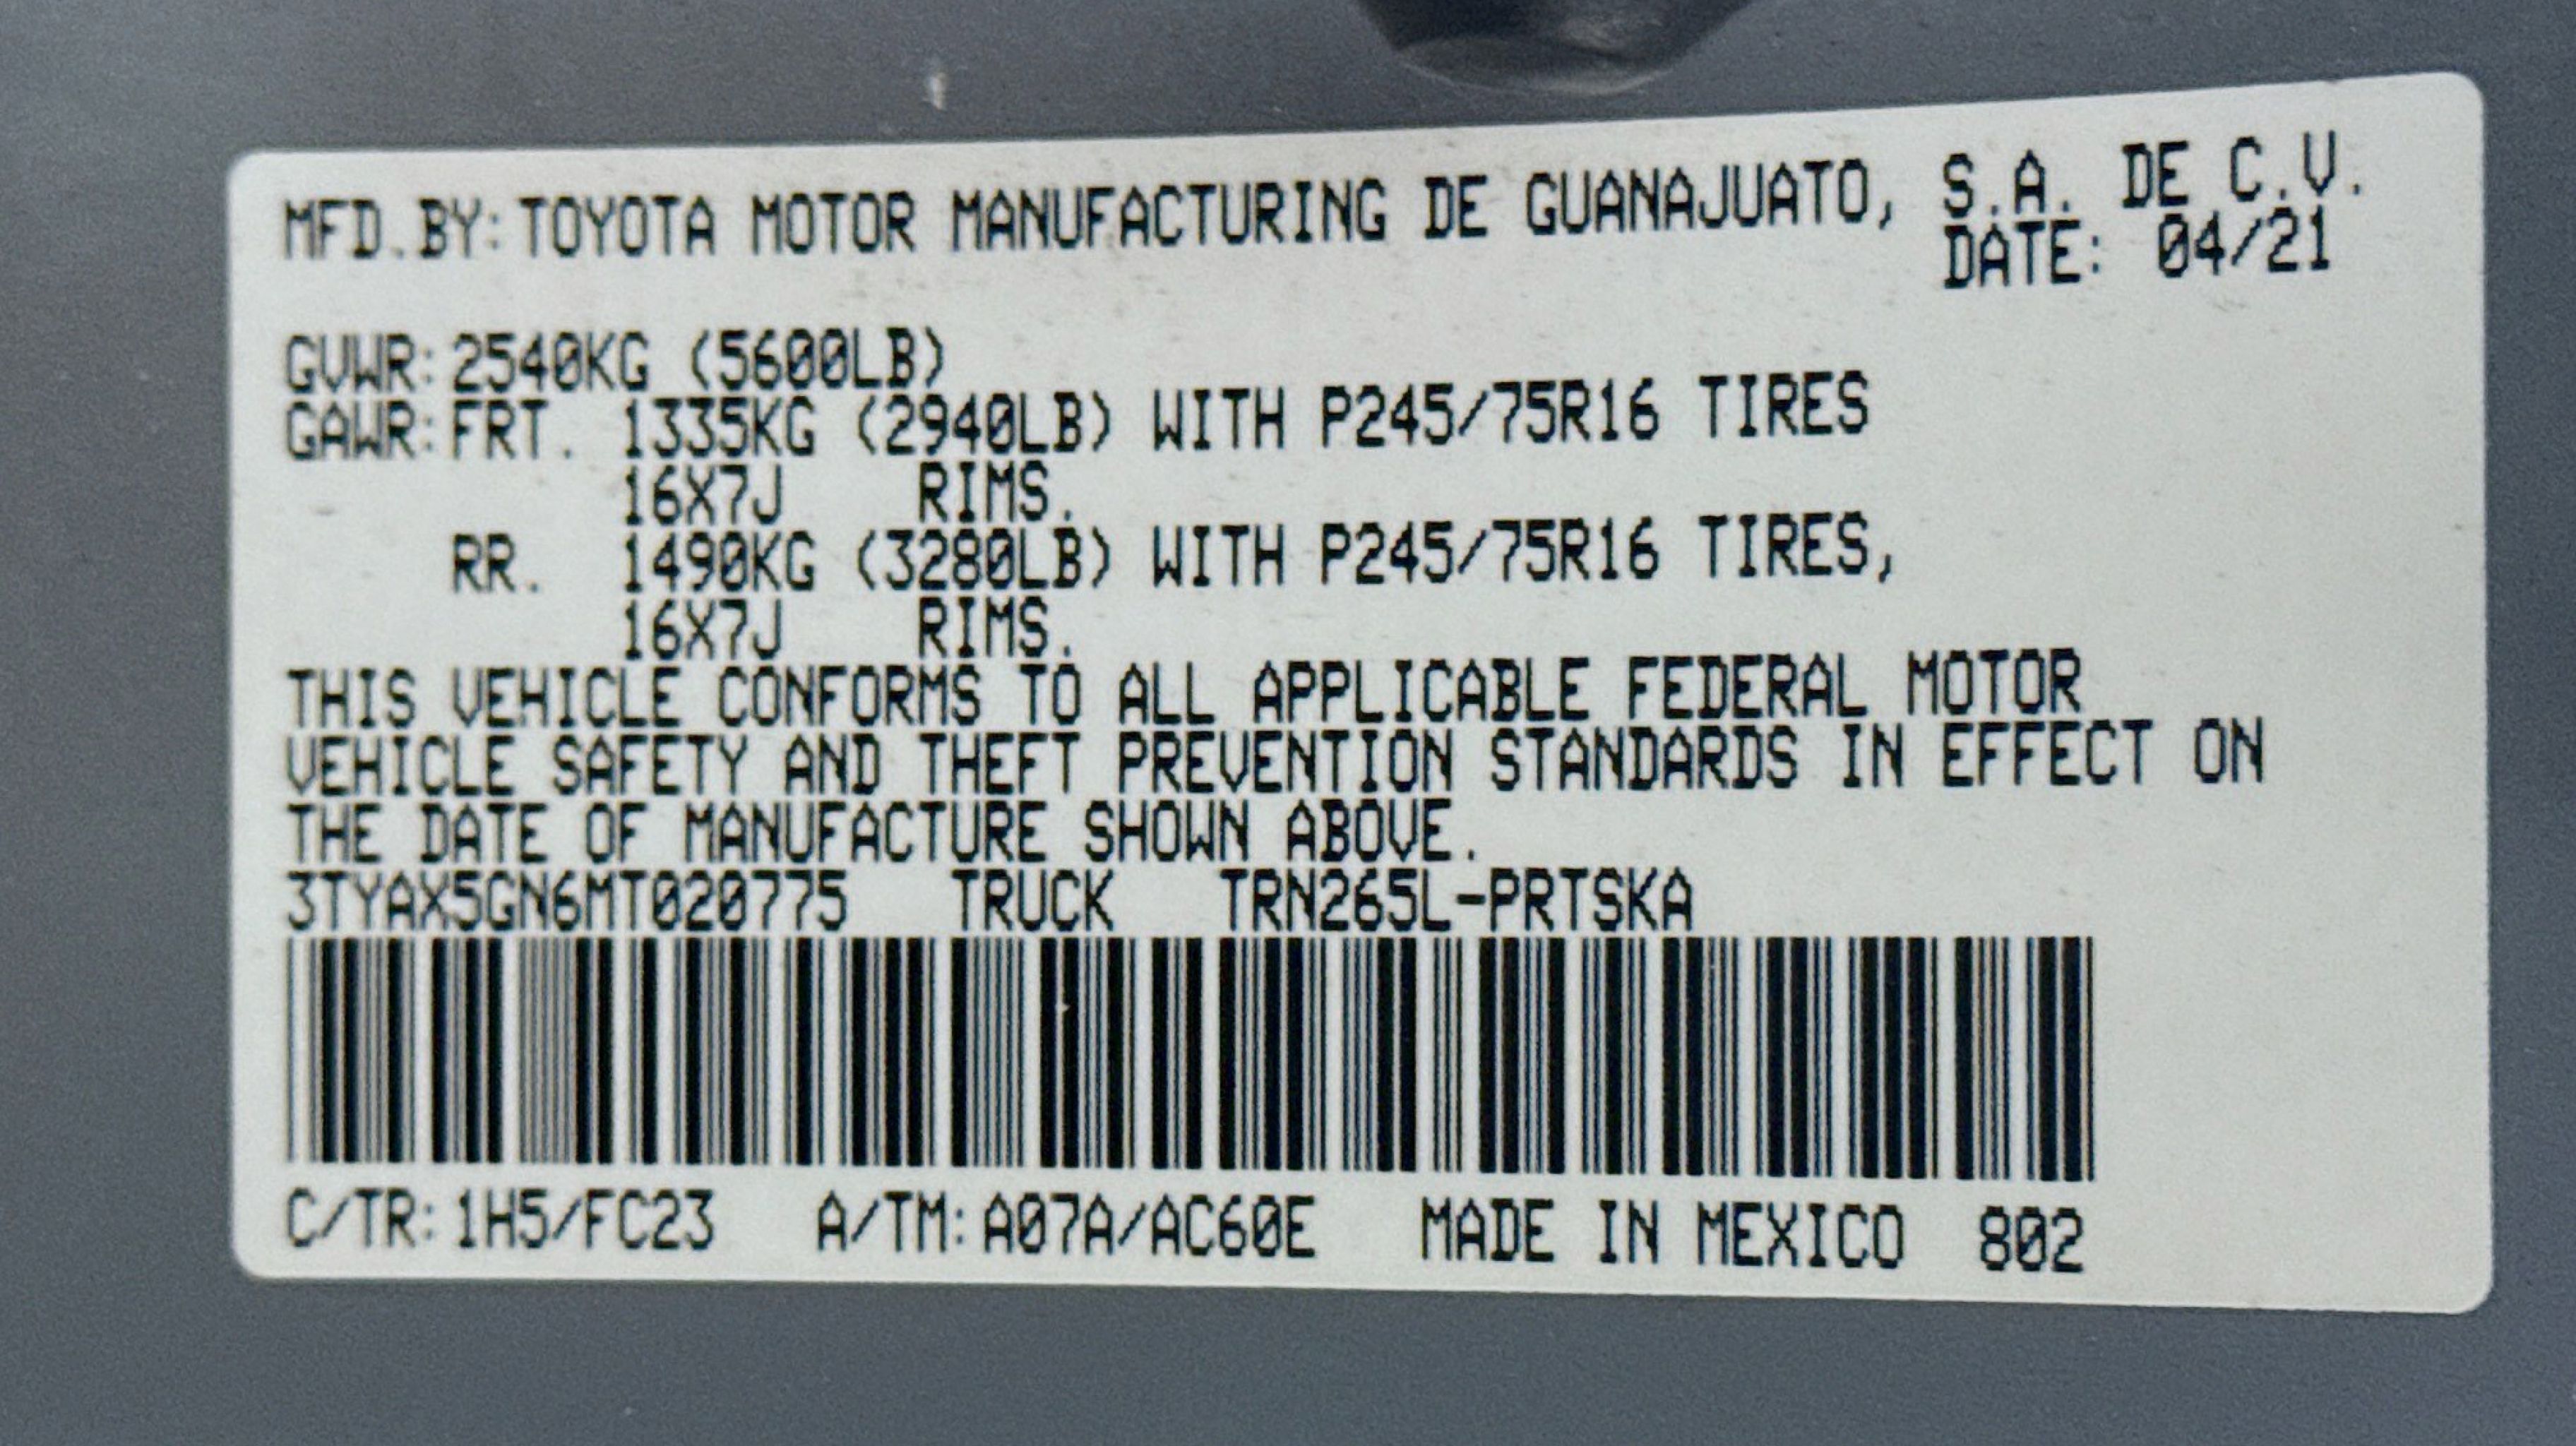 MFD.BY:TOYOTA MOTOR MANUFACTURING DE GUANAJUATO, S.A. DE C.V.
DATE: 04/21
GVWR:2540KG (5600LB)
GAWR:FRT. 1335KG (2940LB) WITH P245/75R16 TIRES
16X7J RIMS.
RR. 1490KG (3280LB) WITH P245/75R16 TIRES,
16X7J RIMS.
THIS VEHICLE CONFORMS TO ALL APPLICABLE FEDERAL MOTOR
VEHICLE SAFETY AND THEFT PREVENTION STANDARDS IN EFFECT ON
THE DATE OF MANUFACTURE SHOWN ABOVE.
3TYAX5GN6MT020775 TRUCK TRN265L-PRTSKA
C/TR:1H5/FC23 A/TM:A07A/AC60E MADE IN MEXICO 802